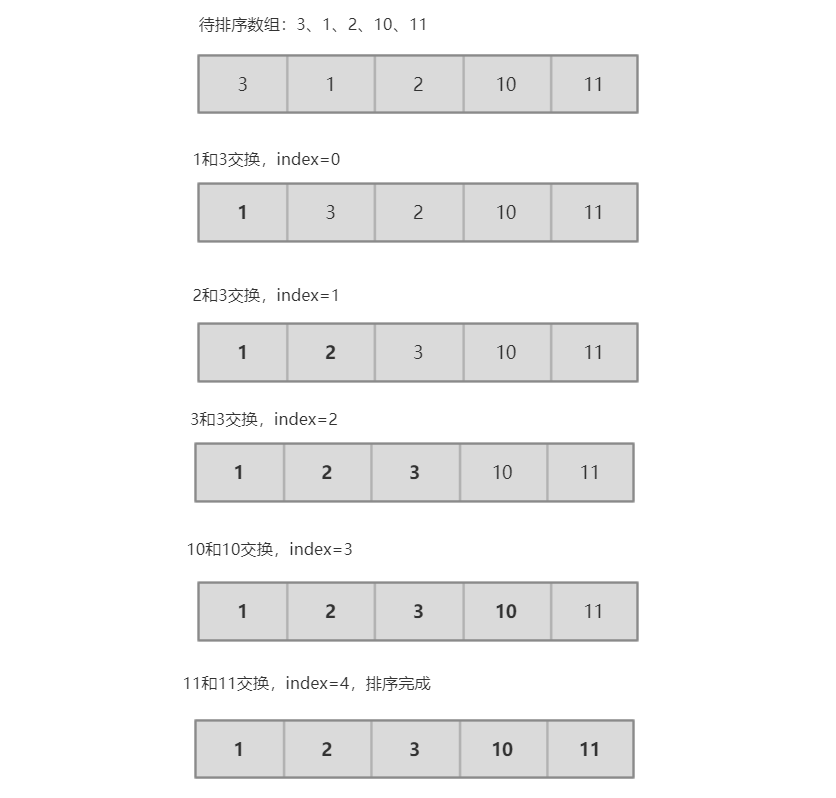 待排序数组：3、1、2、10、11
3 1 2 10 11
1和3交换，index=0
1 3 2 10 11
2和3交换，index=1
1 2 3 10 11
3和3交换，index=2
1 2 3 10 11
10和10交换，index=3
1 2 3 10 11
11和11交换，index=4，排序完成
1 2 3 10 11